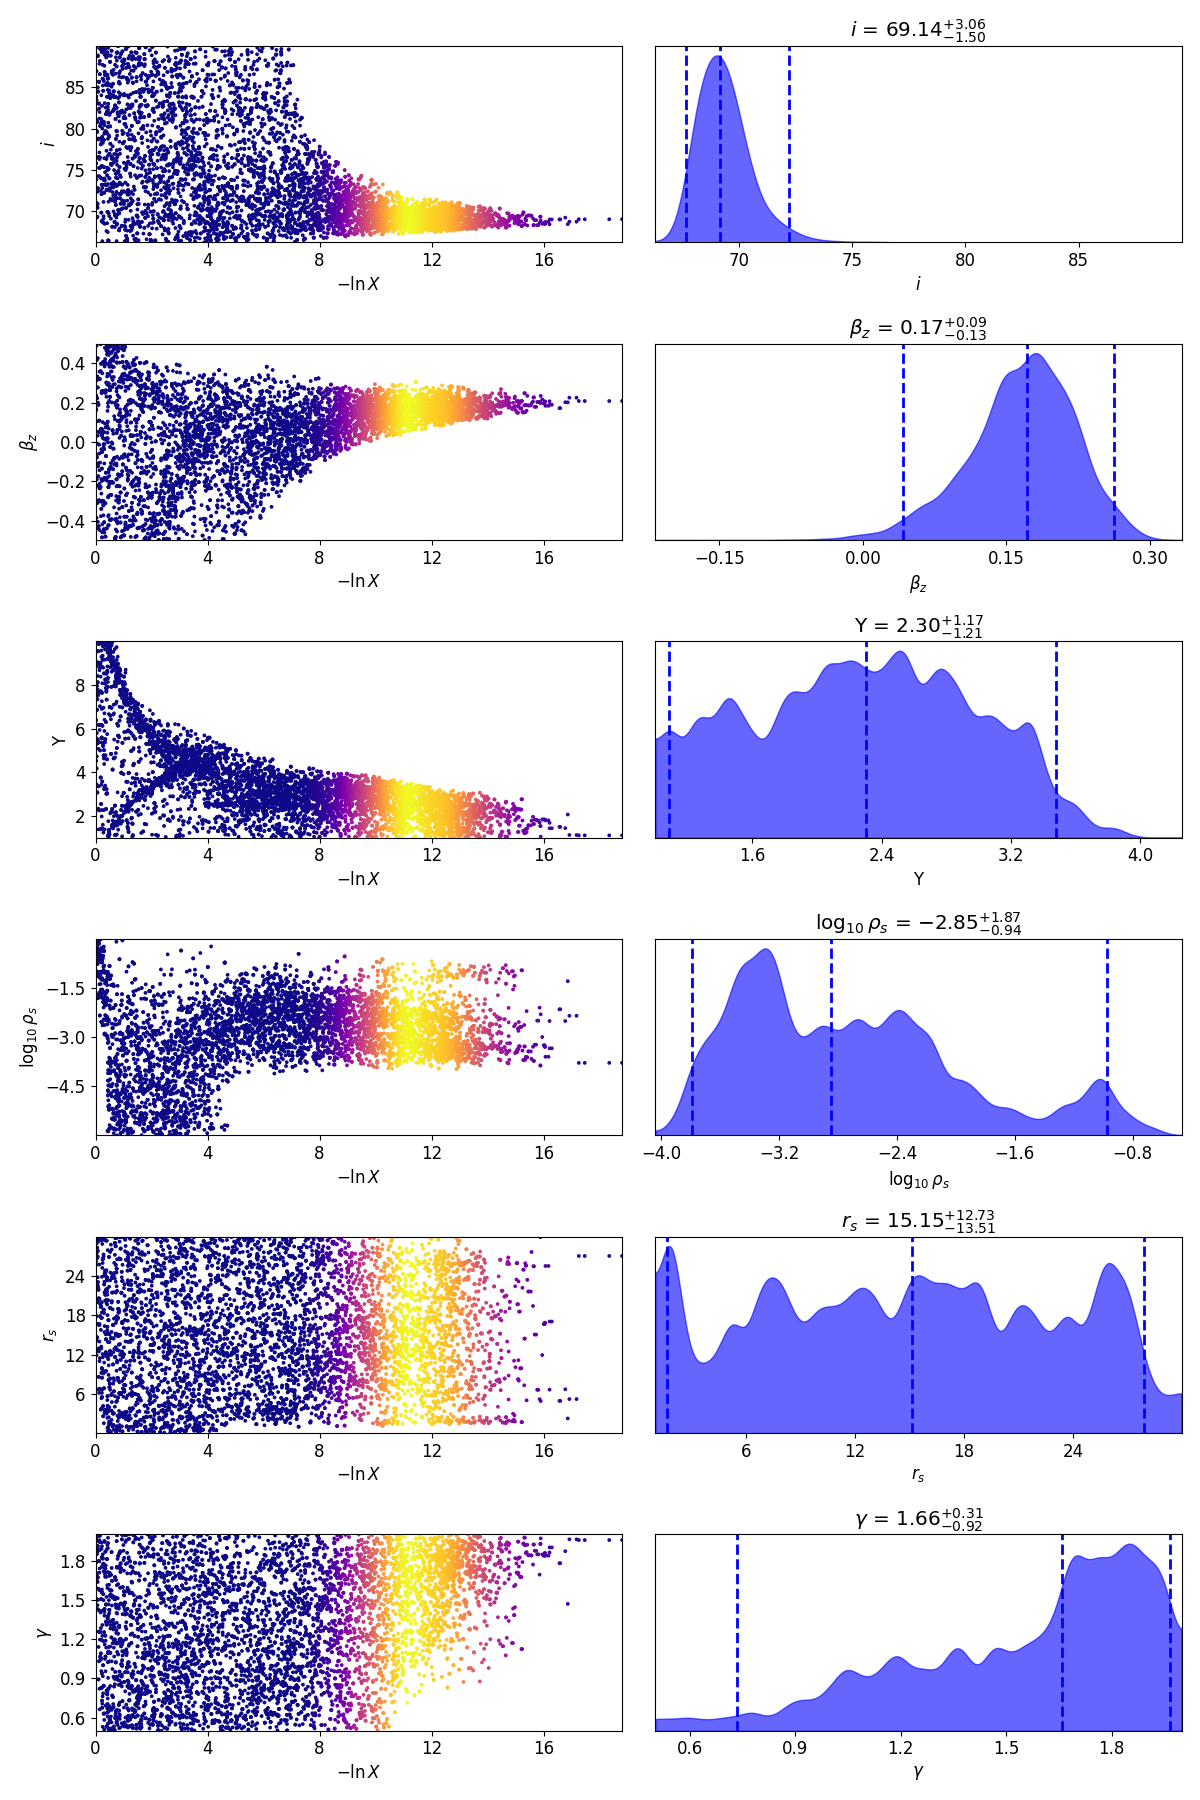 i = 69.14 +3.06 −1.50
85
80
75
70
i
0 4 8 12 16
−ln X
70 75 80 85
i
β_z = 0.17 +0.09 −0.13
0.4
0.2
0.0
−0.2
−0.4
β_z
0 4 8 12 16
−ln X
−0.15 0.00 0.15 0.30
β_z
Y = 2.30 +1.17 −1.21
8
6
4
2
Y
0 4 8 12 16
−ln X
1.6 2.4 3.2 4.0
Y
log₁₀ ρ_s = −2.85 +1.87 −0.94
−1.5
−3.0
−4.5
log₁₀ ρ_s
0 4 8 12 16
−ln X
−4.0 −3.2 −2.4 −1.6 −0.8
log₁₀ ρ_s
r_s = 15.15 +12.73 −13.51
24
18
12
6
r_s
0 4 8 12 16
−ln X
6 12 18 24
r_s
γ = 1.66 +0.31 −0.92
1.8
1.5
1.2
0.9
0.6
γ
0 4 8 12 16
−ln X
0.6 0.9 1.2 1.5 1.8
γ